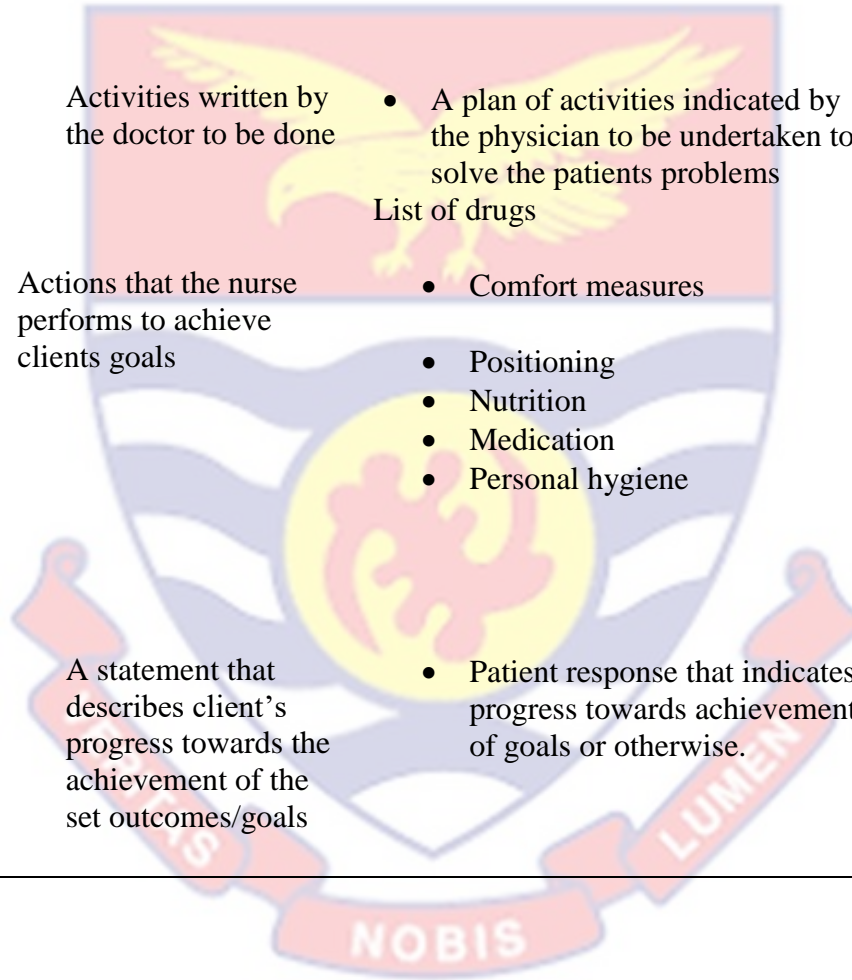 Activities written by
the doctor to be done
• A plan of activities indicated by
the physician to be undertaken to
solve the patients problems
List of drugs
Actions that the nurse
performs to achieve
clients goals
• Comfort measures
• Positioning
• Nutrition
• Medication
• Personal hygiene
A statement that
describes client’s
progress towards the
achievement of the
set outcomes/goals
• Patient response that indicates
progress towards achievement
of goals or otherwise.
VERITAS
NOBIS
LUMEN